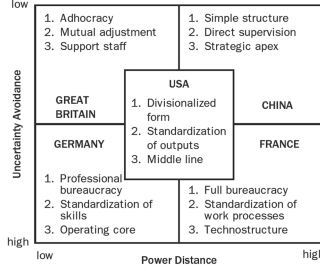 low
1. Adhocracy
2. Mutual adjustment
3. Support staff
1. Simple structure
2. Direct supervision
3. Strategic apex
Uncertainty Avoidance
GREAT
BRITAIN
USA
1. Divisionalized
form
2. Standardization
of outputs
3. Middle line
CHINA
GERMANY
FRANCE
1. Professional
bureaucracy
2. Standardization of
skills
3. Operating core
1. Full bureaucracy
2. Standardization of
work processes
3. Technostructure
high
low
Power Distance
high